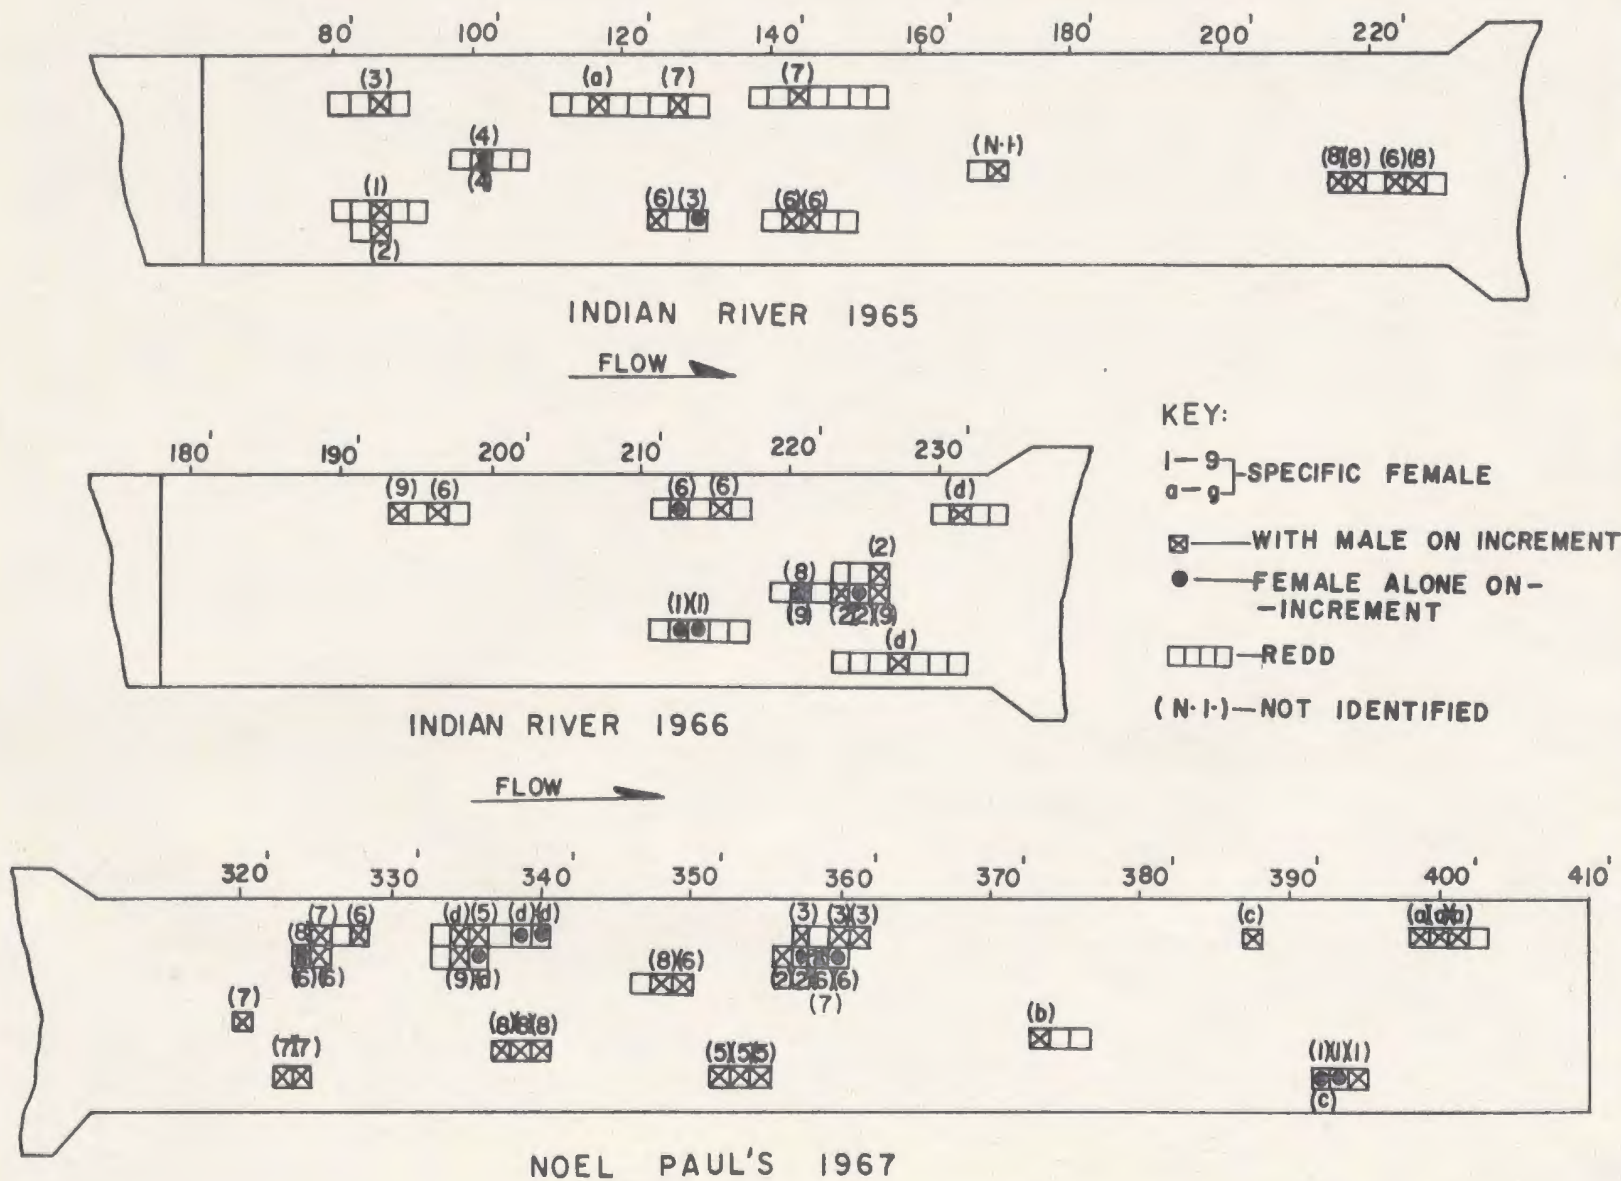 80' 100' 120' 140' 160' 180' 200' 220'
(3) (a) (7) (7)
(4) (N.I.)
(4) (8)(8) (6)(8)
(1) (6) (3) (6)(6)
(2)
INDIAN RIVER 1965
FLOW
180' 190' 200' 210' 220' 230'
(9) (6) (6) (6) (d)
(2)
(8)
(9) (2)(2)(9)
(1)(1)
(d)
INDIAN RIVER 1966
FLOW
KEY:
1-9
a-g
SPECIFIC FEMALE
WITH MALE ON INCREMENT
FEMALE ALONE ON-
-INCREMENT
REDD
(N.I.)—NOT IDENTIFIED
320' 330' 340' 350' 360' 370' 380' 390' 400' 410'
(7) (6) (d) (5) (d)(d) (3) (3)(3) (c) (a)(a)(a)
(8)
(6)(6) (9)(d) (8)(6) (2)(2)(6)(6)
(7) (7) (b)
(7)(7) (8)(8)(8) (5)(5)(5) (1)(1)(1)
(c)
NOEL PAUL'S 1967